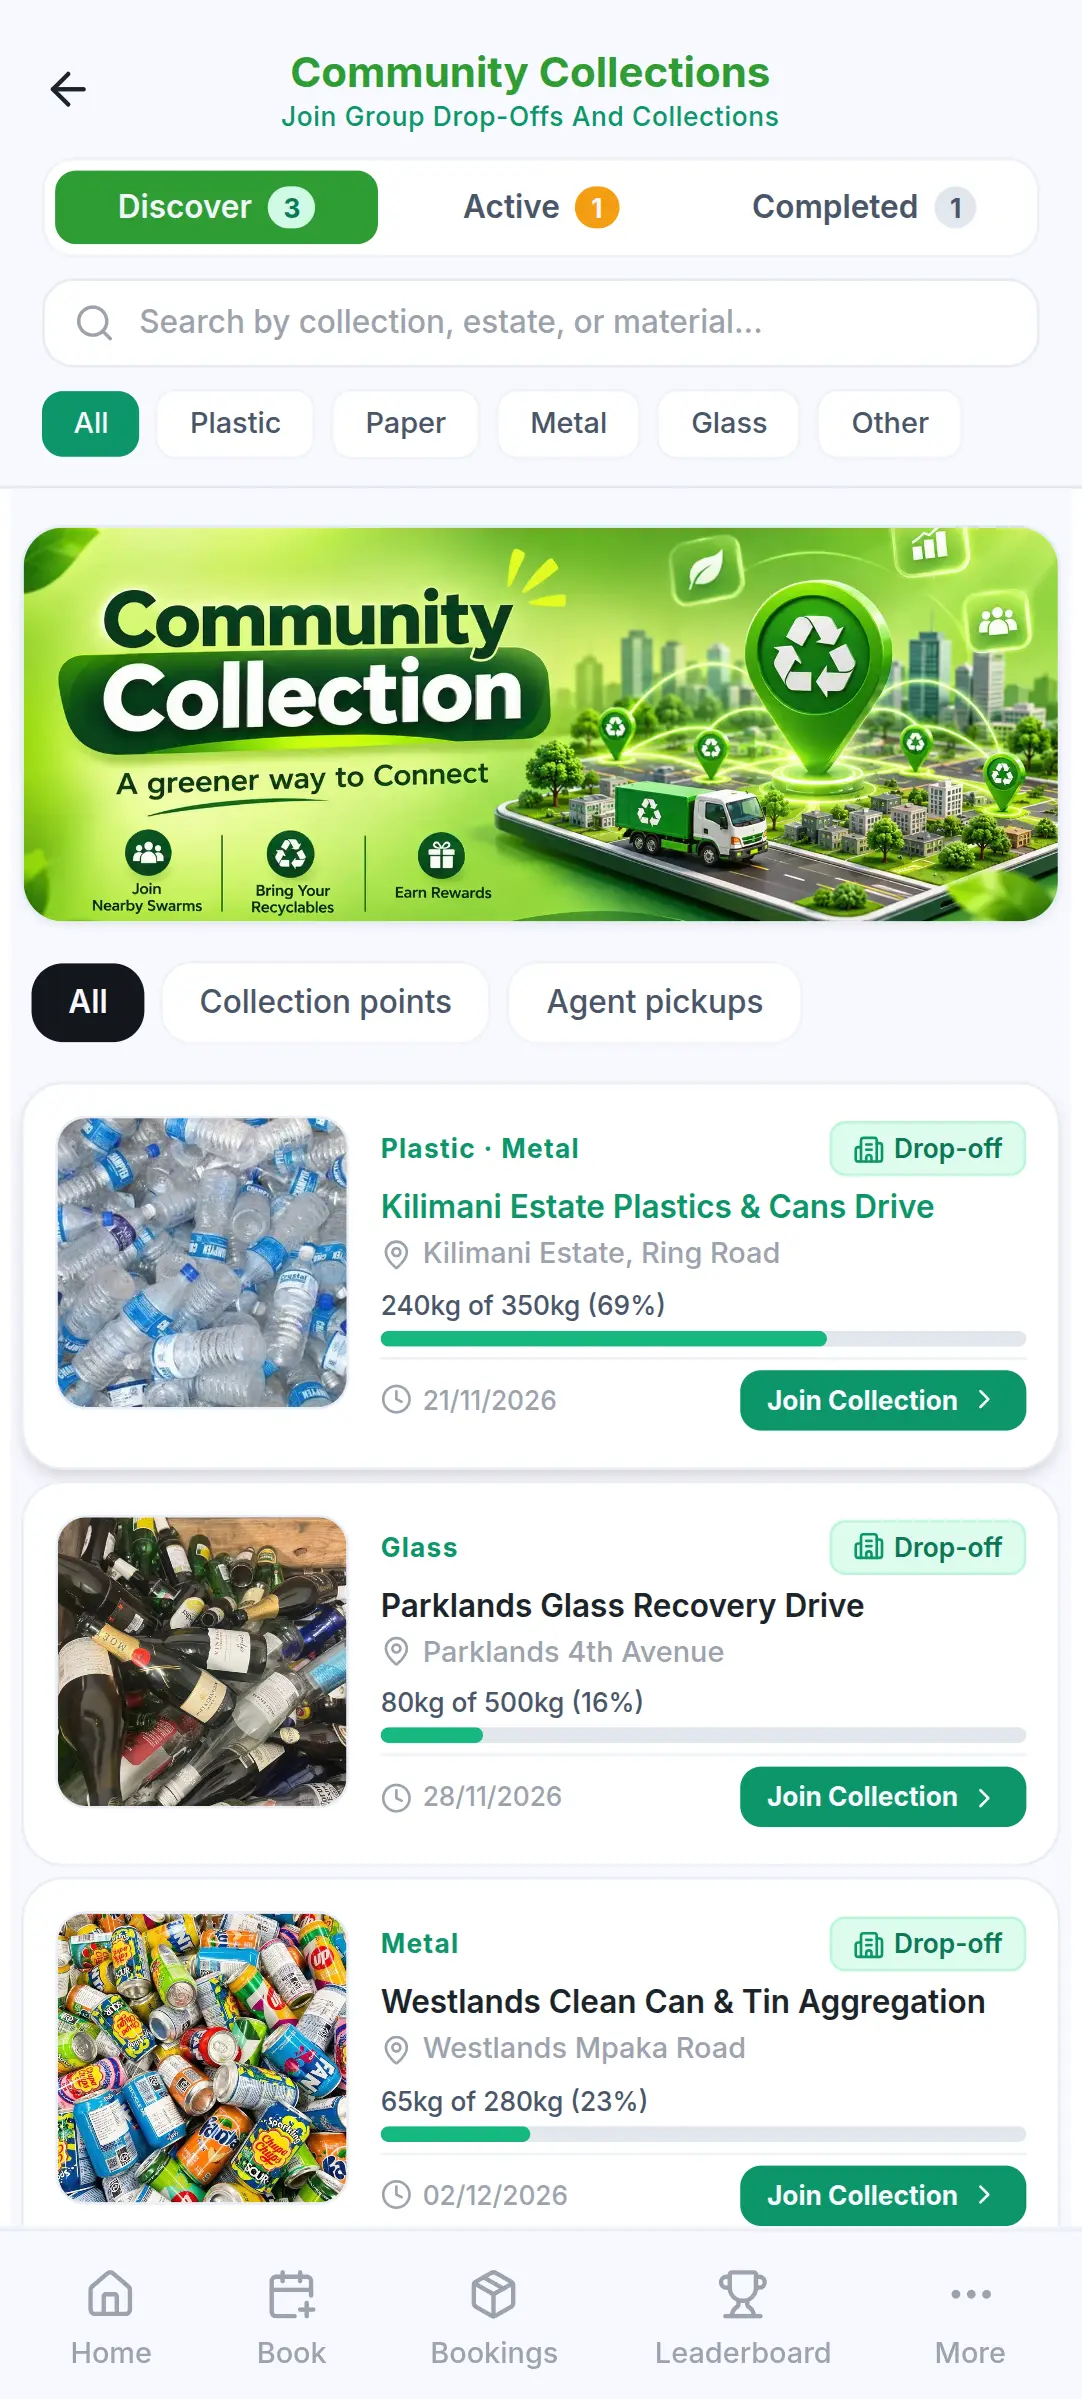 Community Collections
Join Group Drop-Offs And Collections
Discover 3
Active 1
Completed 1
Search by collection, estate, or material...
All
Plastic
Paper
Metal
Glass
Other
Community
Collection
A greener way to Connect
Join
Nearby Swarms
Bring Your
Recyclables
Earn Rewards
All
Collection points
Agent pickups
Plastic · Metal
Drop-off
Kilimani Estate Plastics & Cans Drive
Kilimani Estate, Ring Road
240kg of 350kg (69%)
21/11/2026
Join Collection
Glass
Drop-off
Parklands Glass Recovery Drive
Parklands 4th Avenue
80kg of 500kg (16%)
28/11/2026
Join Collection
Metal
Drop-off
Westlands Clean Can & Tin Aggregation
Westlands Mpaka Road
65kg of 280kg (23%)
02/12/2026
Join Collection
Home
Book
Bookings
Leaderboard
More